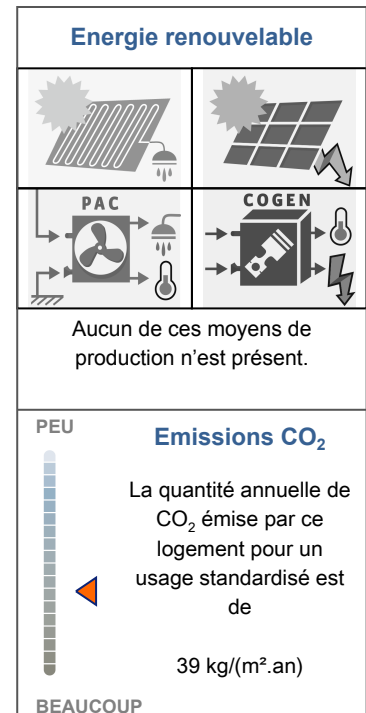 Energie renouvelable
PAC
COGEN
Aucun de ces moyens de
production n'est présent.
PEU
Emissions CO₂
La quantité annuelle de
CO₂ émise par ce
logement pour un
usage standardisé est
de
39 kg/(m².an)
BEAUCOUP